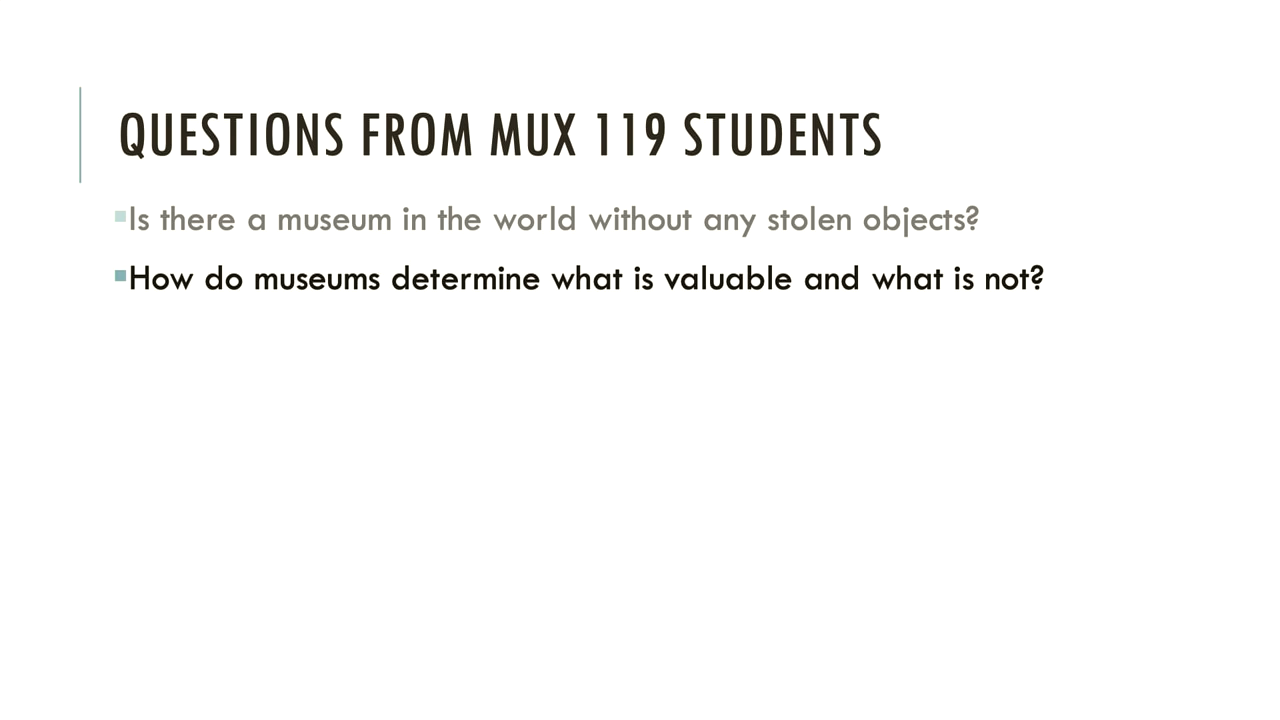 QUESTIONS FROM MUX 119 STUDENTS
▪Is there a museum in the world without any stolen objects?
▪How do museums determine what is valuable and what is not?